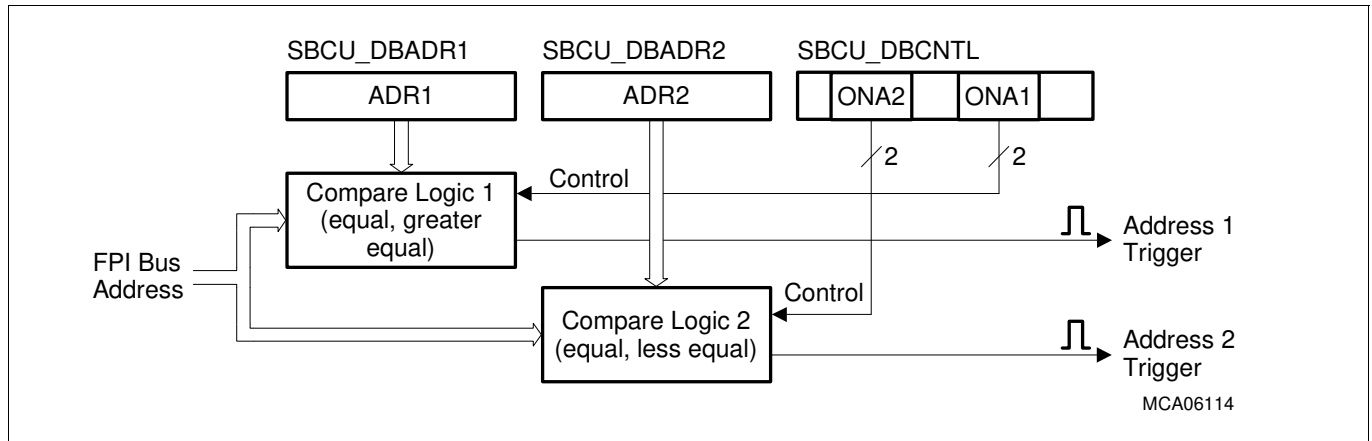 SBCU_DBADR1
SBCU_DBADR2
SBCU_DBCNTL
ADR1
ADR2
ONA2
ONA1
2
2
Control
Compare Logic 1
(equal, greater
equal)
Address 1
Trigger
FPI Bus
Address
Control
Compare Logic 2
(equal, less equal)
Address 2
Trigger
MCA06114